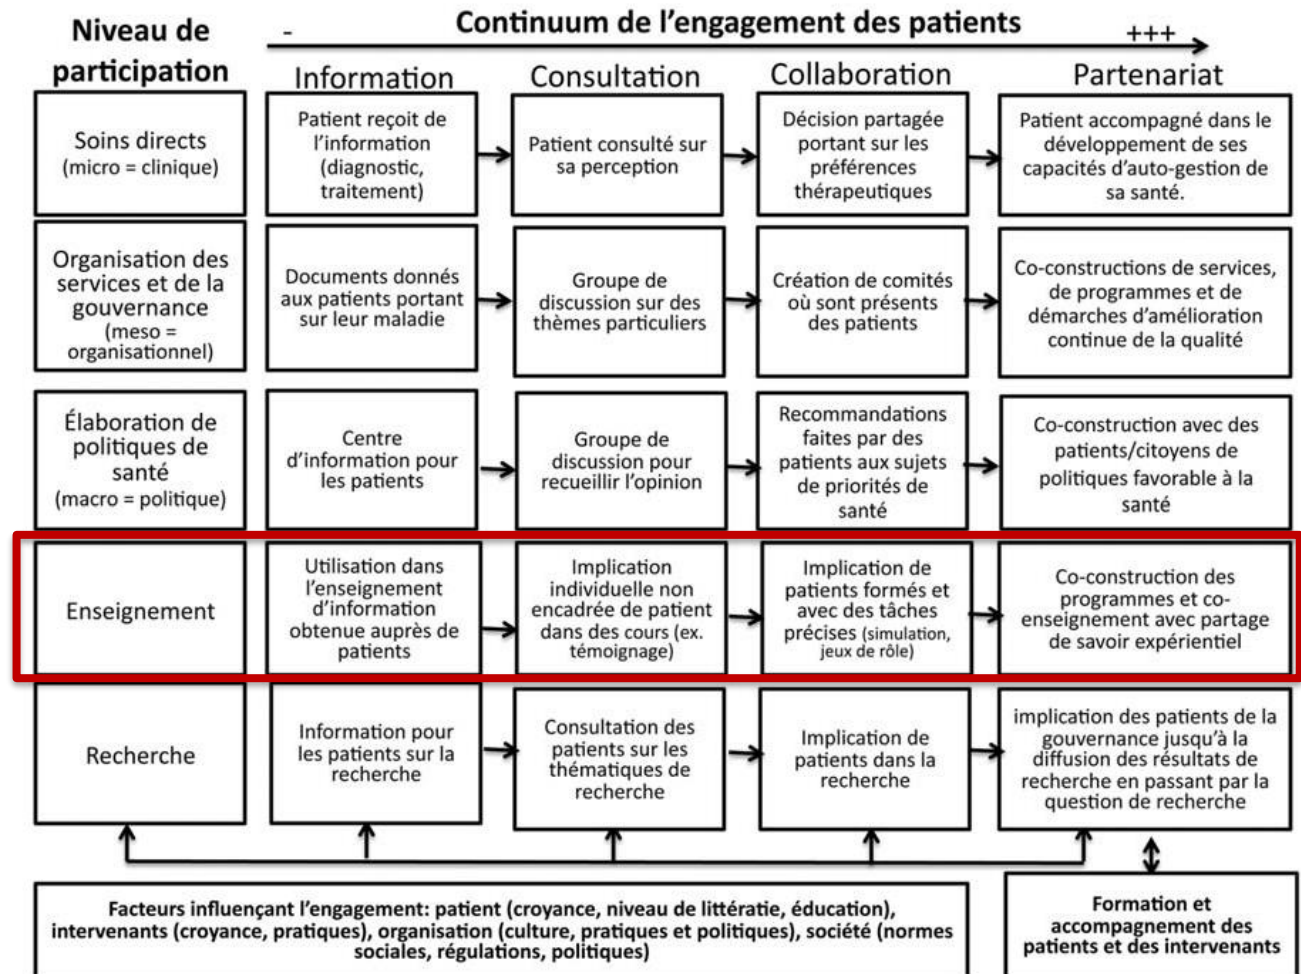 Niveau de
participation
Continuum de l’engagement des patients
-
+++
Information
Consultation
Collaboration
Partenariat
Soins directs
(micro = clinique)
Patient reçoit de
l’information
(diagnostic,
traitement)
Patient consulté sur
sa perception
Décision partagée
portant sur les
préférences
thérapeutiques
Patient accompagné dans le
développement de ses
capacités d’auto-gestion de
sa santé.
Organisation des
services et de la
gouvernance
(meso =
organisationnel)
Documents donnés
aux patients portant
sur leur maladie
Groupe de
discussion sur des
thèmes particuliers
Création de comités
où sont présents
des patients
Co-constructions de services,
de programmes et de
démarches d’amélioration
continue de la qualité
Élaboration de
politiques de
santé
(macro = politique)
Centre
d’information pour
les patients
Groupe de
discussion pour
recueillir l’opinion
Recommandations
faites par des
patients aux sujets
de priorités de
santé
Co-construction avec des
patients/citoyens de
politiques favorable à la
santé
Enseignement
Utilisation dans
l’enseignement
d’information
obtenue auprès de
patients
Implication
individuelle non
encadrée de patient
dans des cours (ex.
témoignage)
Implication de
patients formés et
avec des tâches
précises (simulation,
jeux de rôle)
Co-construction des
programmes et co-
enseignement avec partage
de savoir expérientiel
Recherche
Information pour
les patients sur la
recherche
Consultation des
patients sur les
thématiques de
recherche
Implication de
patients dans la
recherche
implication des patients de la
gouvernance jusqu’à la
diffusion des résultats de
recherche en passant par la
question de recherche
Facteurs influençant l’engagement: patient (croyance, niveau de littératie, éducation),
intervenants (croyance, pratiques), organisation (culture, pratiques et politiques), société (normes
sociales, régulations, politiques)
Formation et
accompagnement des
patients et des intervenants